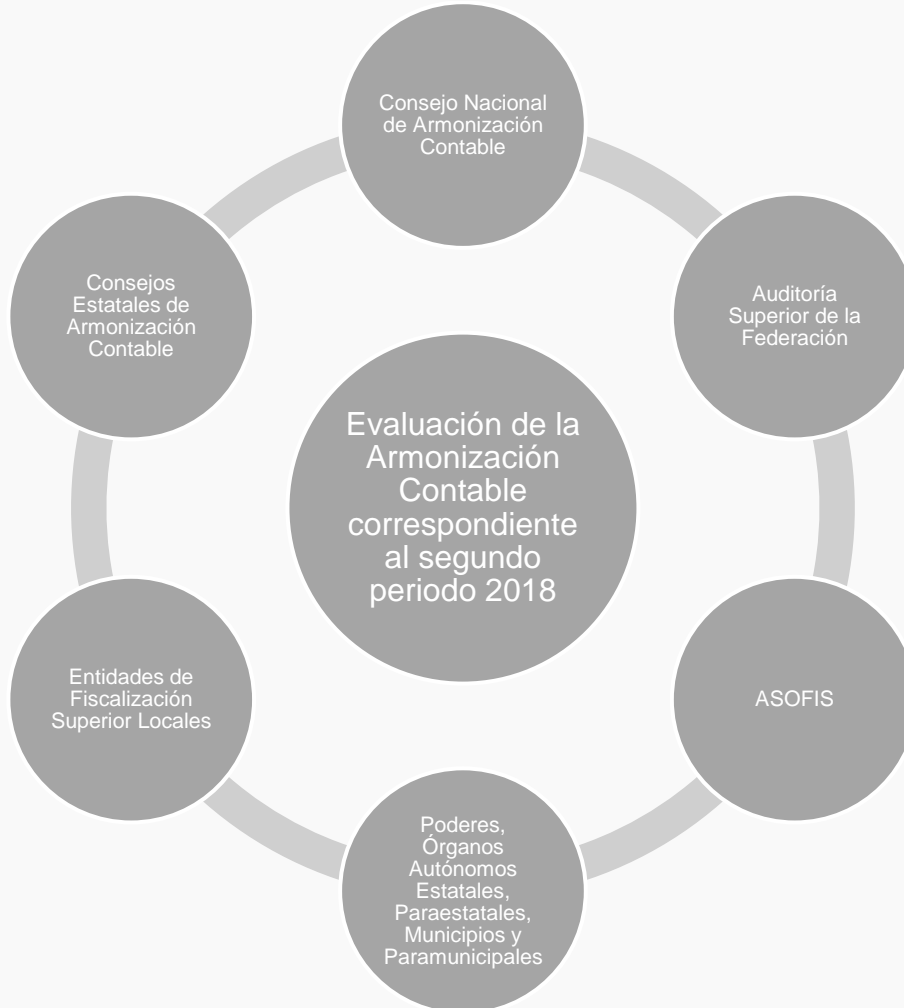 Consejo Nacional
de Armonización
Contable
Consejos
Estatales de
Armonización
Contable
Auditoría
Superior de la
Federación
Evaluación de la
Armonización
Contable
correspondiente
al segundo
periodo 2018
Entidades de
Fiscalización
Superior Locales
ASOFIS
Poderes,
Órganos
Autónomos
Estatales,
Paraestatales,
Municipios y
Paramunicipales